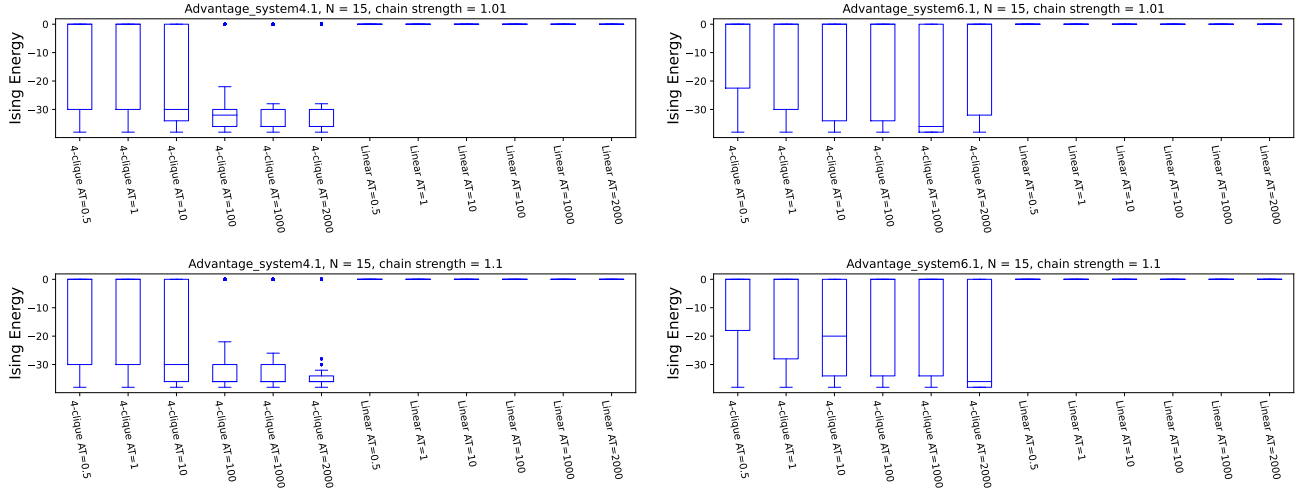 Advantage_system4.1, N = 15, chain strength = 1.01
Ising Energy
0
−10
−20
−30
4-clique AT=0.5
4-clique AT=1
4-clique AT=10
4-clique AT=100
4-clique AT=1000
4-clique AT=2000
Linear AT=0.5
Linear AT=1
Linear AT=10
Linear AT=100
Linear AT=1000
Linear AT=2000
Advantage_system6.1, N = 15, chain strength = 1.01
Ising Energy
0
−10
−20
−30
4-clique AT=0.5
4-clique AT=1
4-clique AT=10
4-clique AT=100
4-clique AT=1000
4-clique AT=2000
Linear AT=0.5
Linear AT=1
Linear AT=10
Linear AT=100
Linear AT=1000
Linear AT=2000
Advantage_system4.1, N = 15, chain strength = 1.1
Ising Energy
0
−10
−20
−30
4-clique AT=0.5
4-clique AT=1
4-clique AT=10
4-clique AT=100
4-clique AT=1000
4-clique AT=2000
Linear AT=0.5
Linear AT=1
Linear AT=10
Linear AT=100
Linear AT=1000
Linear AT=2000
Advantage_system6.1, N = 15, chain strength = 1.1
Ising Energy
0
−10
−20
−30
4-clique AT=0.5
4-clique AT=1
4-clique AT=10
4-clique AT=100
4-clique AT=1000
4-clique AT=2000
Linear AT=0.5
Linear AT=1
Linear AT=10
Linear AT=100
Linear AT=1000
Linear AT=2000